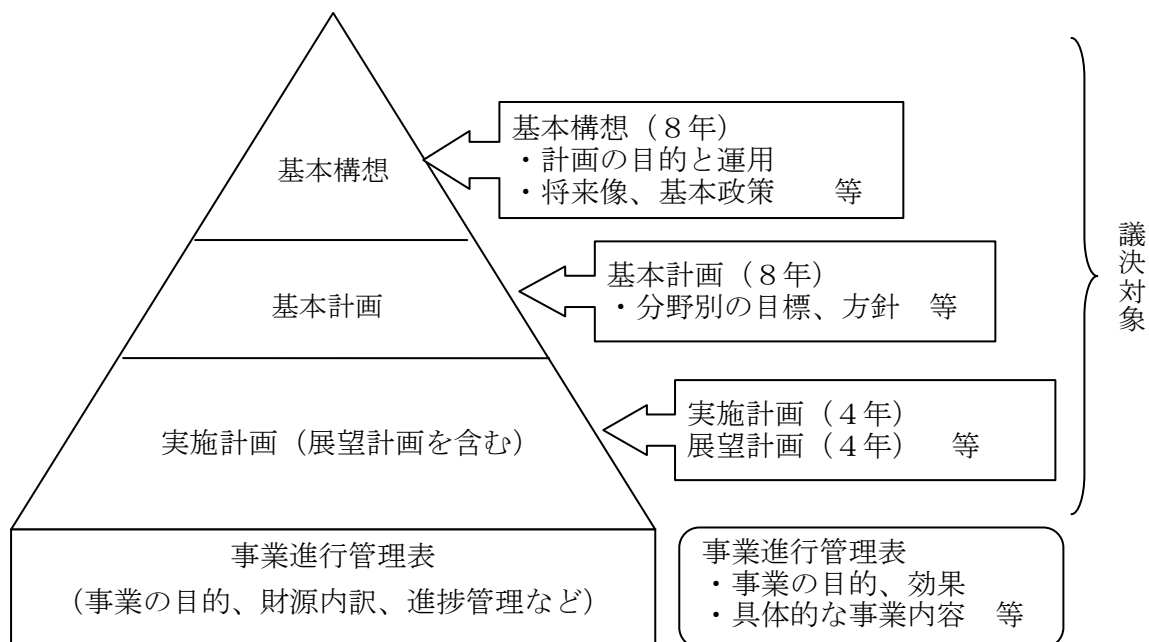 基本構想
基本構想（８年）
・計画の目的と運用
・将来像、基本政策　　等
基本計画
基本計画（８年）
・分野別の目標、方針　等
実施計画（展望計画を含む）
実施計画（４年）
展望計画（４年）　等
議決対象
事業進行管理表
（事業の目的、財源内訳、進捗管理など）
事業進行管理表
・事業の目的、効果
・具体的な事業内容　等